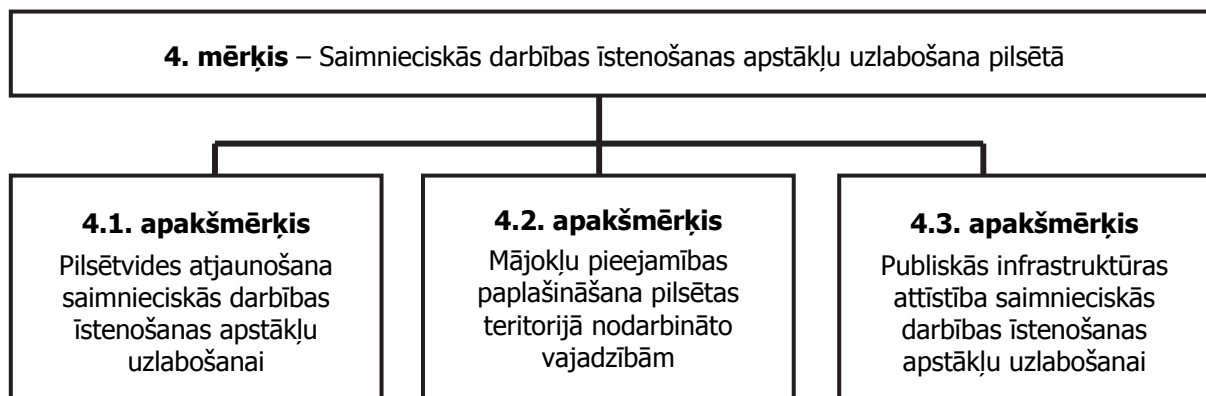 4. mērķis – Saimnieciskās darbības īstenošanas apstākļu uzlabošana pilsētā
4.1. apakšmērķis
Pilsētvides atjaunošana
saimnieciskās darbības
īstenošanas apstākļu
uzlabošanai
4.2. apakšmērķis
Mājokļu pieejamības
paplašināšana pilsētas
teritorijā nodarbināto
vajadzībām
4.3. apakšmērķis
Publiskās infrastruktūras
attīstība saimnieciskās
darbības īstenošanas
apstākļu uzlabošanai